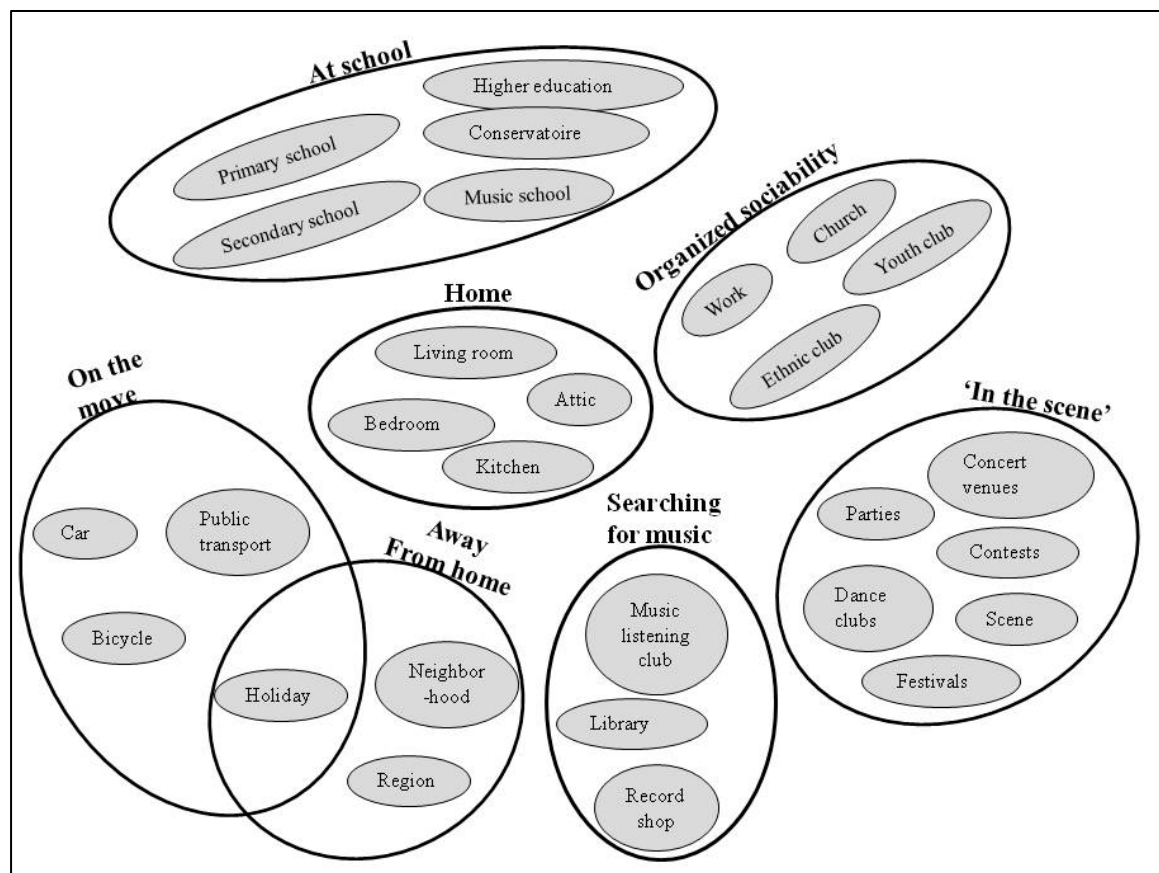 At school
Higher education
Conservatoire
Primary school
Music school
Secondary school
Organized sociability
Church
Youth club
Work
Ethnic club
Home
Living room
Attic
Bedroom
Kitchen
On the
move
Car
Public
transport
Bicycle
Away
From home
Holiday
Neighbor
-hood
Region
Searching
for music
Music
listening
club
Library
Record
shop
‘In the scene’
Concert
venues
Parties
Contests
Dance
clubs
Scene
Festivals